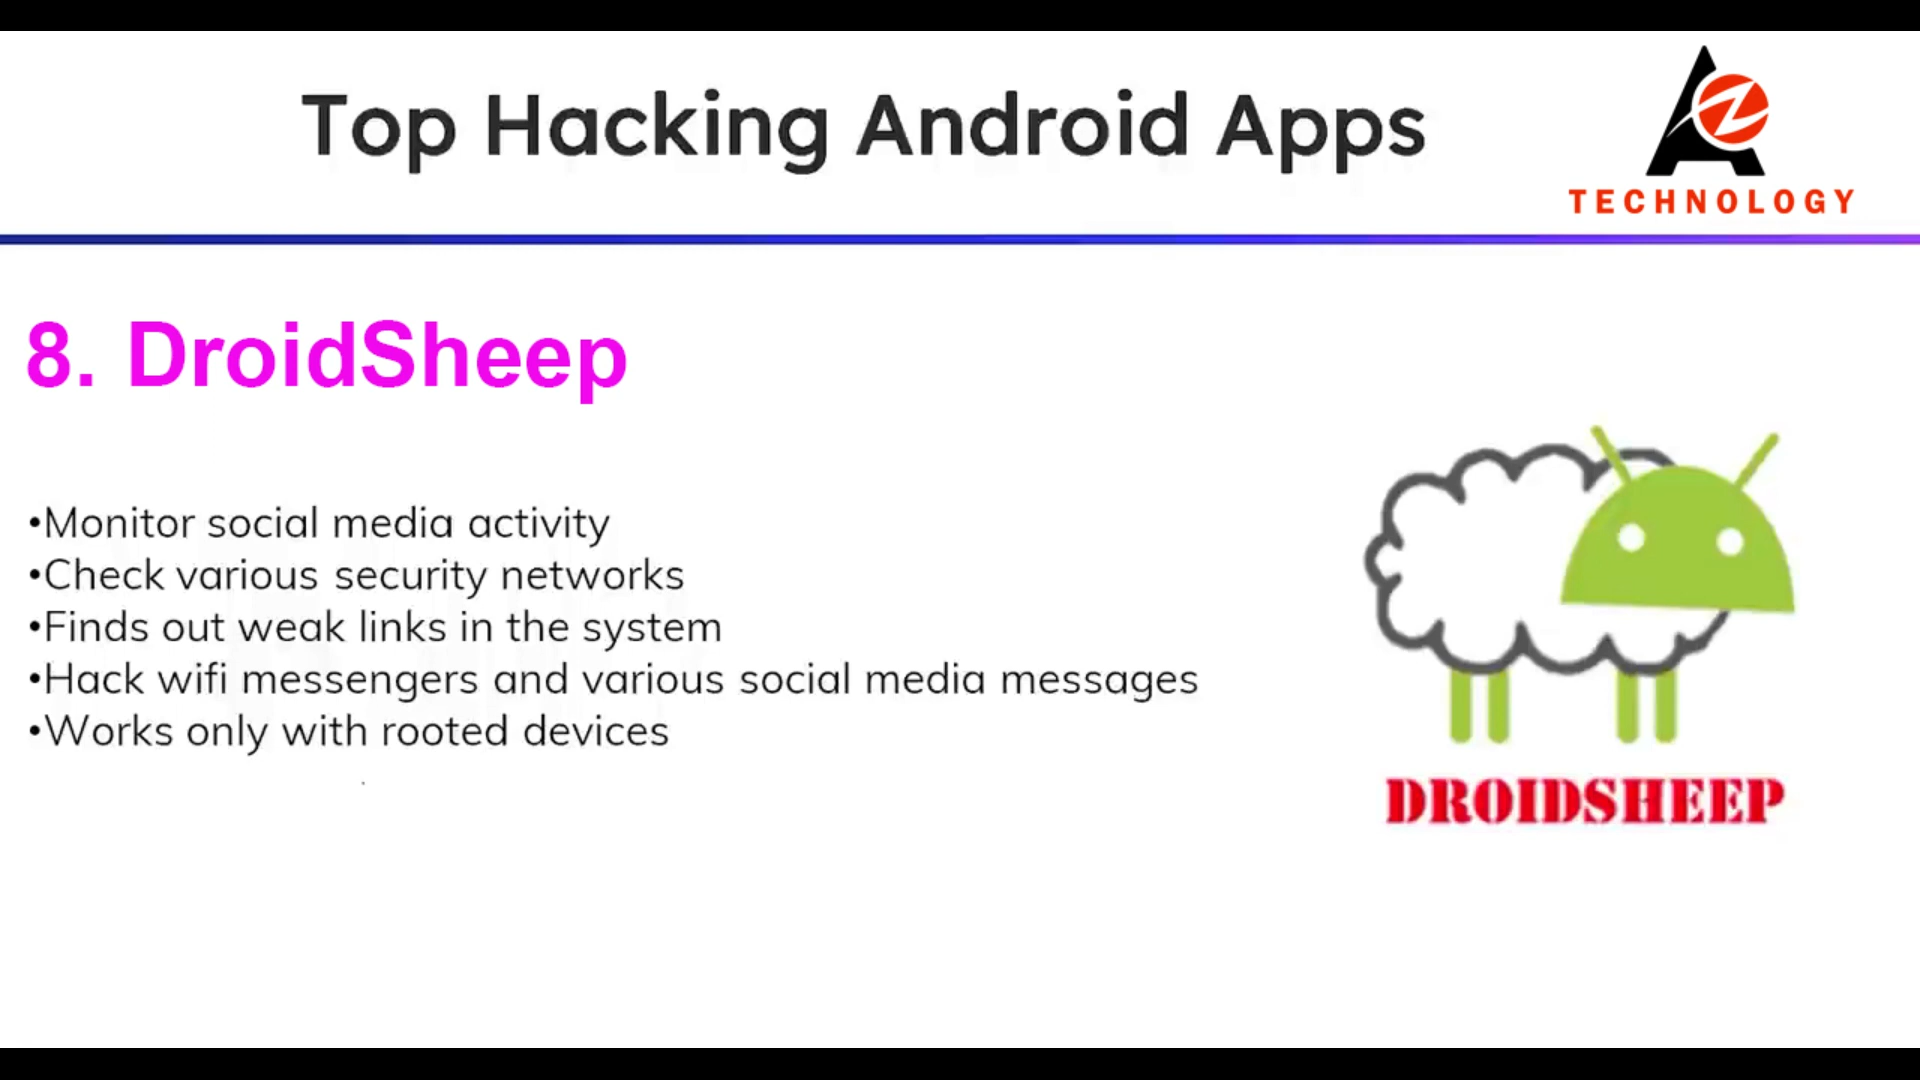 Top Hacking Android Apps
AZ
TECHNOLOGY
8. DroidSheep
•Monitor social media activity
•Check various security networks
•Finds out weak links in the system
•Hack wifi messengers and various social media messages
•Works only with rooted devices
DROIDSHEEP